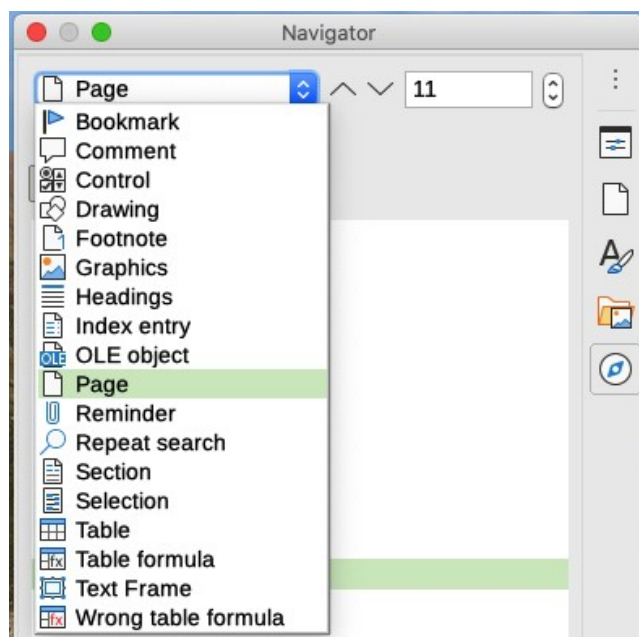 Navigator
Page 11
Bookmark
Comment
Control
Drawing
Footnote
Graphics
Headings
Index entry
OLE object
Page
Reminder
Repeat search
Section
Selection
Table
Table formula
Text Frame
Wrong table formula